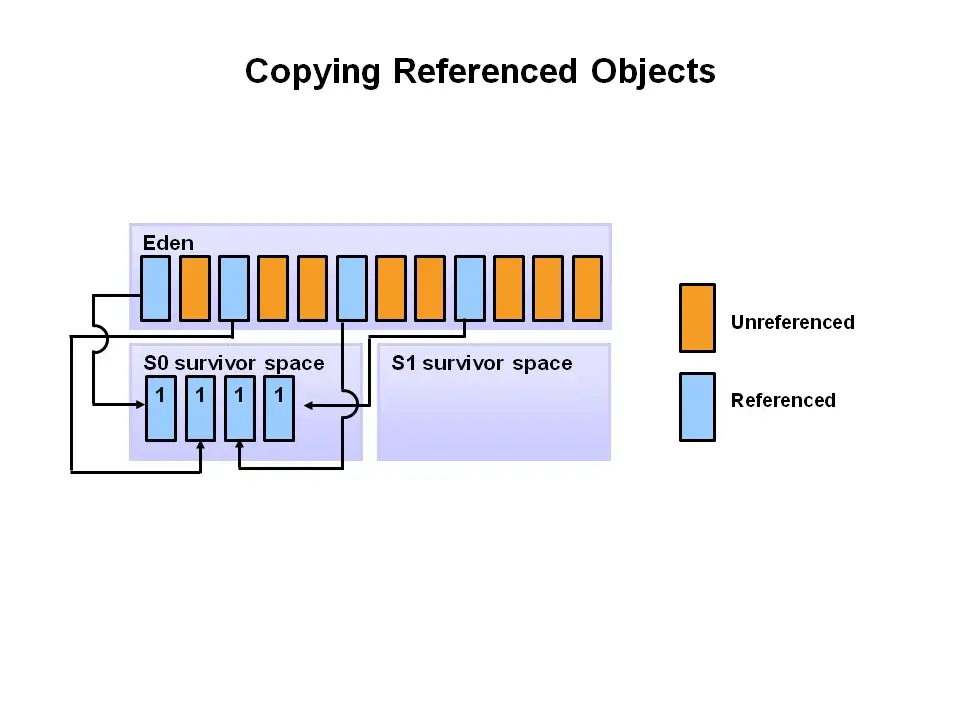 Copying Referenced Objects
Eden
S0 survivor space
1 1 1 1
S1 survivor space
Unreferenced
Referenced